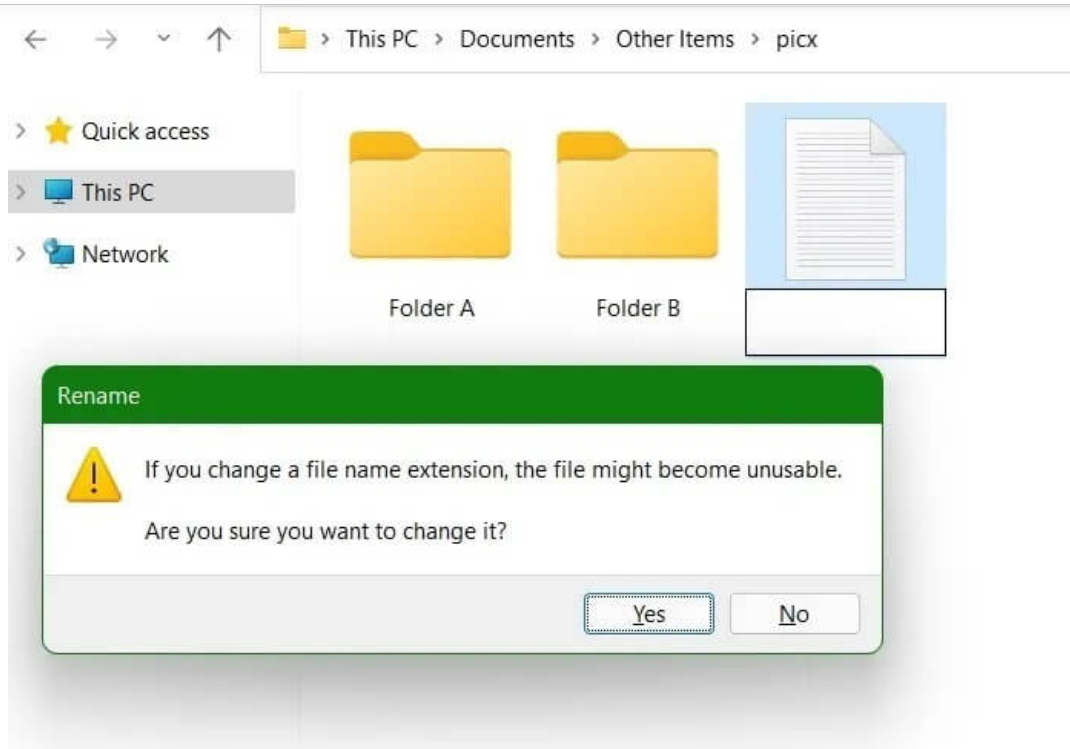 This PC > Documents > Other Items > picx
Quick access
This PC
Network
Folder A
Folder B
Rename
If you change a file name extension, the file might become unusable.
Are you sure you want to change it?
Yes
No